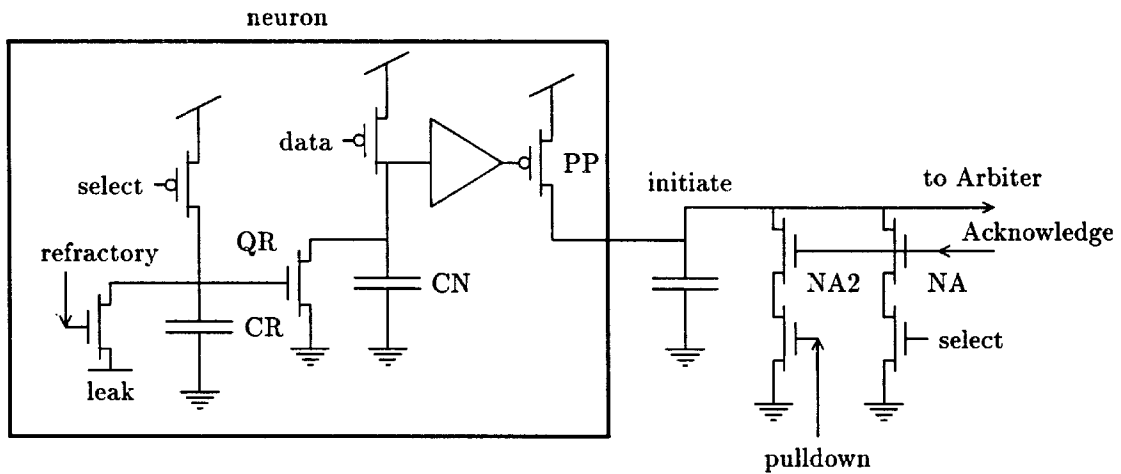 neuron
data
PP
select
initiate
to Arbiter
QR
refractory
Acknowledge
CN
NA2
NA
CR
select
leak
pulldown